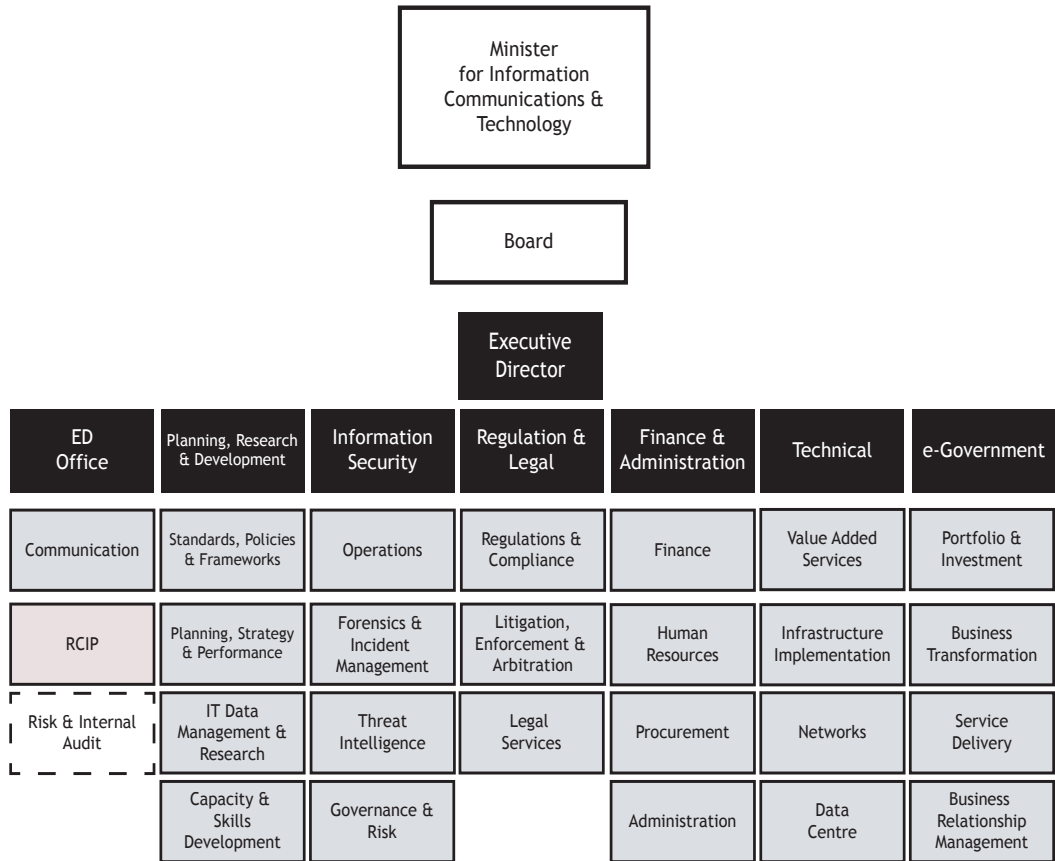 Minister
for Information
Communications &
Technology
Board
Executive
Director
ED
Office
Planning, Research
& Development
Information
Security
Regulation &
Legal
Finance &
Administration
Technical
e-Government
Communication
Standards, Policies
& Frameworks
Operations
Regulations &
Compliance
Finance
Value Added
Services
Portfolio &
Investment
RCIP
Planning, Strategy
& Performance
Forensics &
Incident
Management
Litigation,
Enforcement &
Arbitration
Human
Resources
Infrastructure
Implementation
Business
Transformation
Risk & Internal
Audit
IT Data
Management &
Research
Threat
Intelligence
Legal
Services
Procurement
Networks
Service
Delivery
Capacity &
Skills
Development
Governance &
Risk
Administration
Data
Centre
Business
Relationship
Management